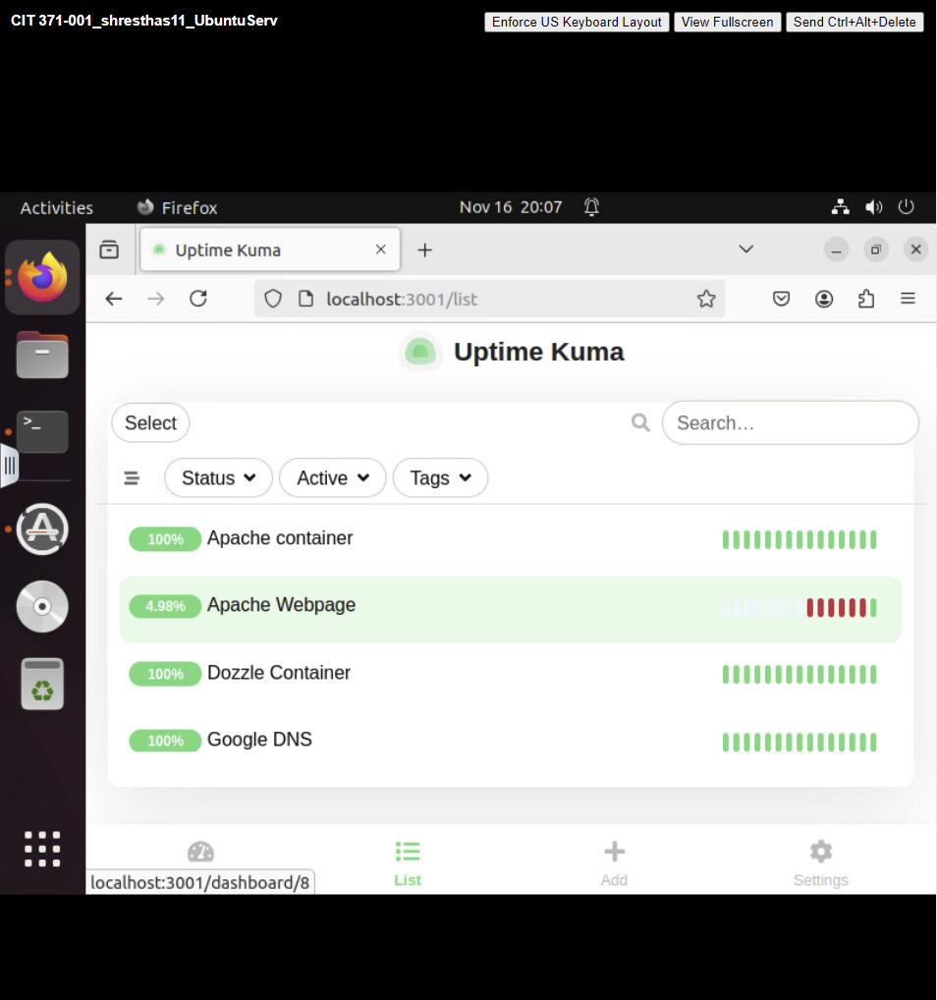 CIT 371-001_shresthas11_UbuntuServ
Enforce US Keyboard Layout View Fullscreen Send Ctrl+Alt+Delete
Activities Firefox Nov 16 20:07
Uptime Kuma
localhost:3001/list
Uptime Kuma
Select Search…
Status Active Tags
100% Apache container
4.98% Apache Webpage
100% Dozzle Container
100% Google DNS
List Add Settings
localhost:3001/dashboard/8